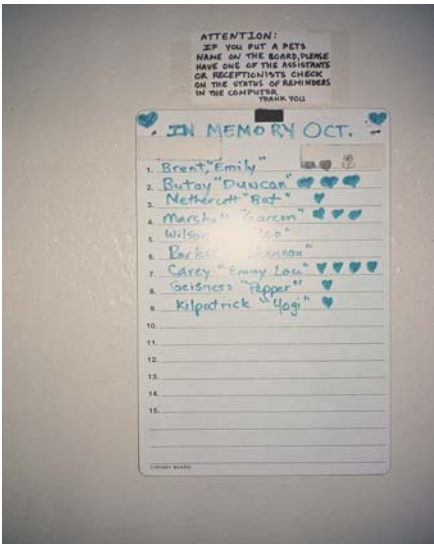 ATTENTION:
IF YOU PUT A PETS
NAME ON THE BOARD, PLEASE
HAVE ONE OF THE ASSISTANTS
OR RECEPTIONISTS CHECK
ON THE STATUS OF REMINDERS
IN THE COMPUTER
THANK YOU
IN MEMORY OCT.
1. Brent, "Emily"
2. Butay "Duncan"
3. Nethercott "Bat"
4.
5. Wilson
6.
7. Carey "Emmy Lou"
8. Geisness "Pepper"
9. Kilpatrick "Yogi"
10.
11.
12.
13.
14.
15.